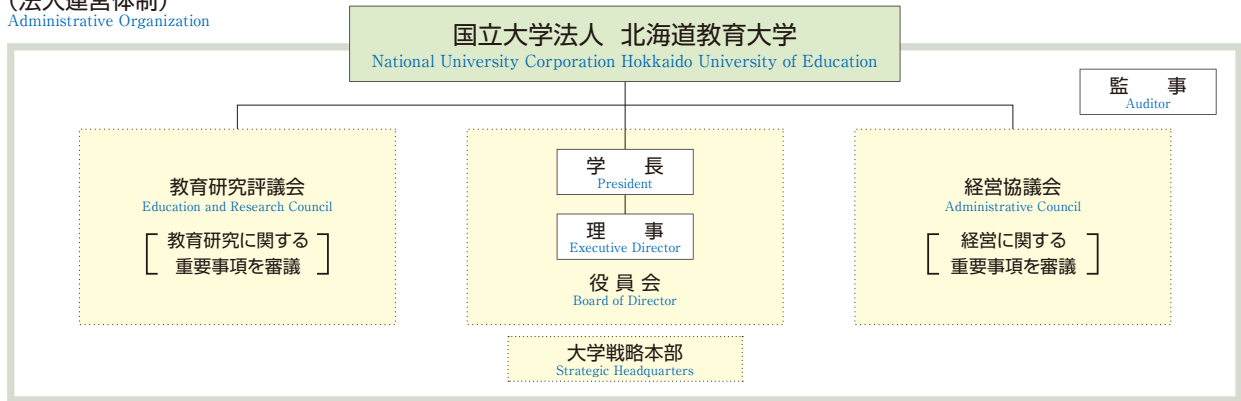 (法人運営体制)
Administrative Organization
国立大学法人 北海道教育大学
National University Corporation Hokkaido University of Education
監 事
Auditor
教育研究評議会
Education and Research Council
教育研究に関する
重要事項を審議
学 長
President
理 事
Executive Director
役 員 会
Board of Director
経営協議会
Administrative Council
経営に関する
重要事項を審議
大学戦略本部
Strategic Headquarters